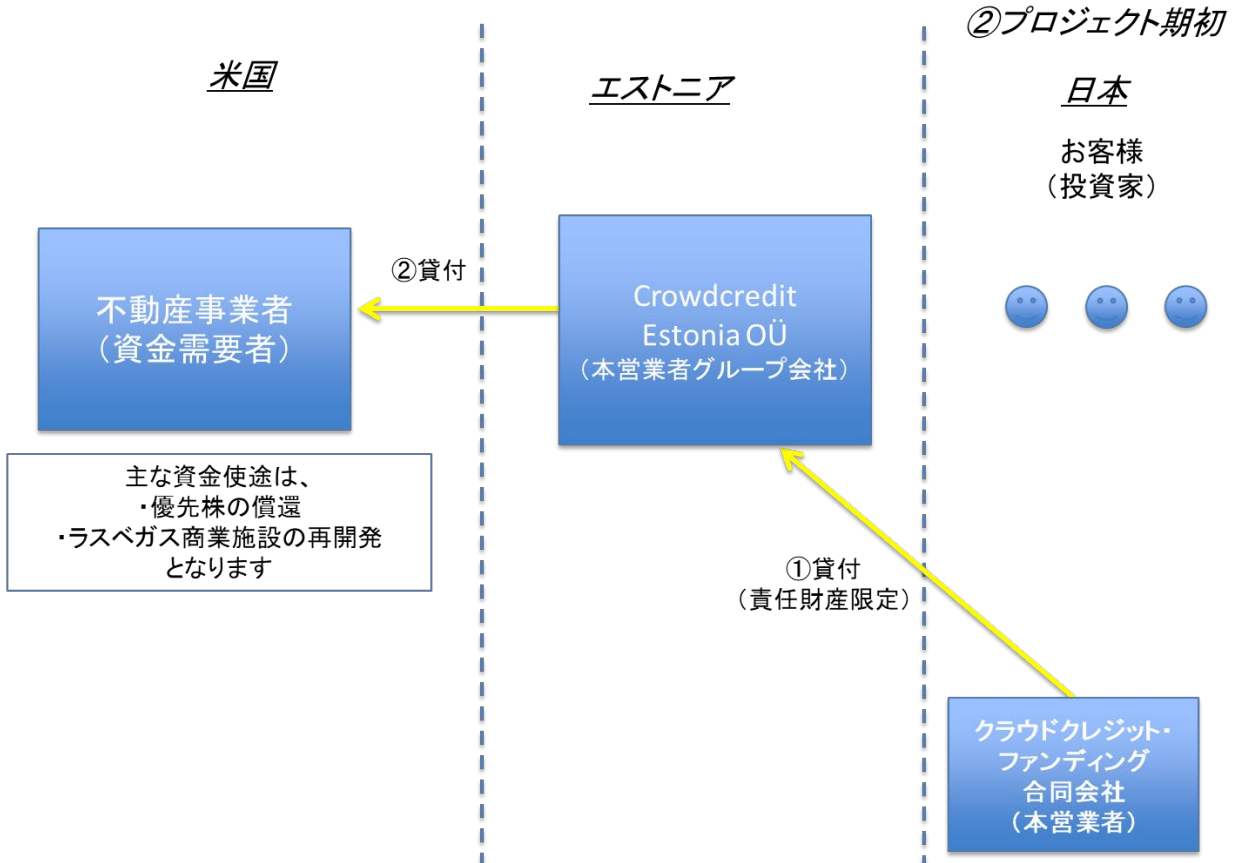 ②プロジェクト期初
米国
エストニア
日本
お客様
（投資家）
不動産事業者
（資金需要者）
②貸付
Crowdcredit
Estonia OÜ
（本営業者グループ会社）
主な資金使途は、
・優先株の償還
・ラスベガス商業施設の再開発
となります
①貸付
（責任財産限定）
クラウドクレジット・
ファンディング
合同会社
（本営業者）